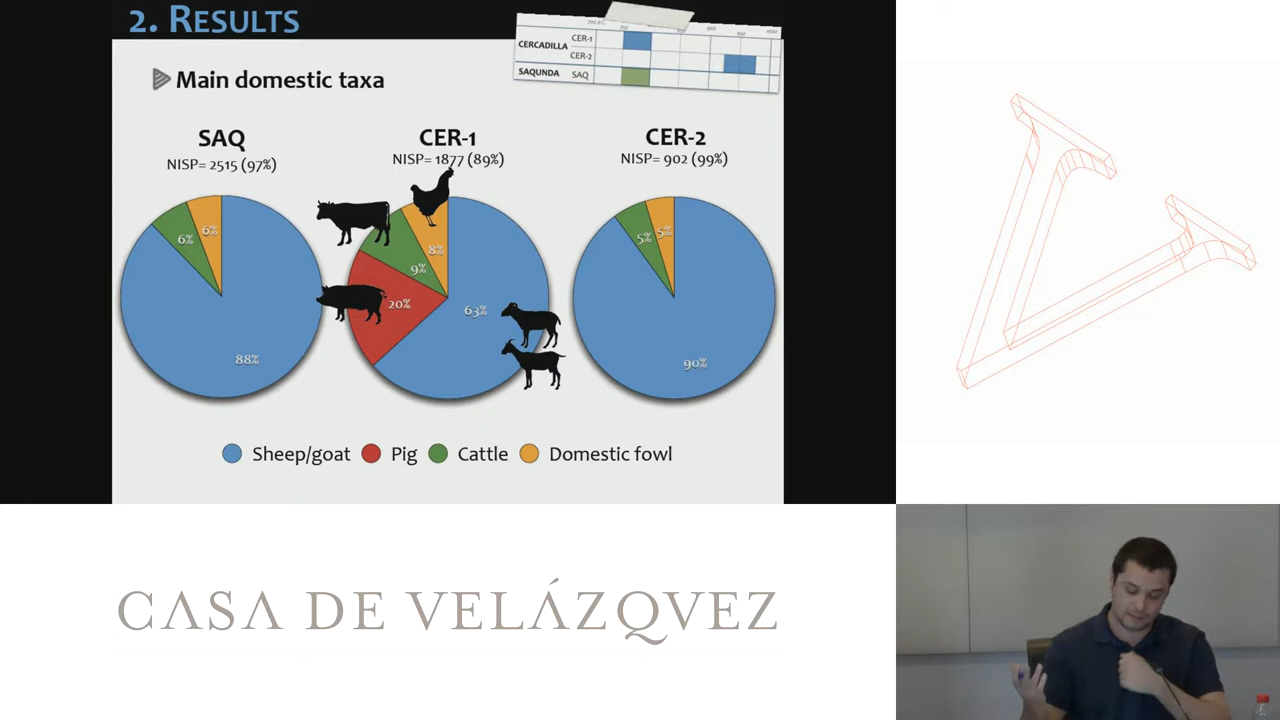 2. RESULTS
CERCADILLA
CER-1
CER-2
SAQUNDA
SAQ
Main domestic taxa
SAQ
NISP= 2515 (97%)
CER-1
NISP= 1877 (89%)
CER-2
NISP= 902 (99%)
6%
6%
88%
8%
9%
20%
63%
5%
5%
90%
Sheep/goat
Pig
Cattle
Domestic fowl
CASA DE VELÁZQVEZ